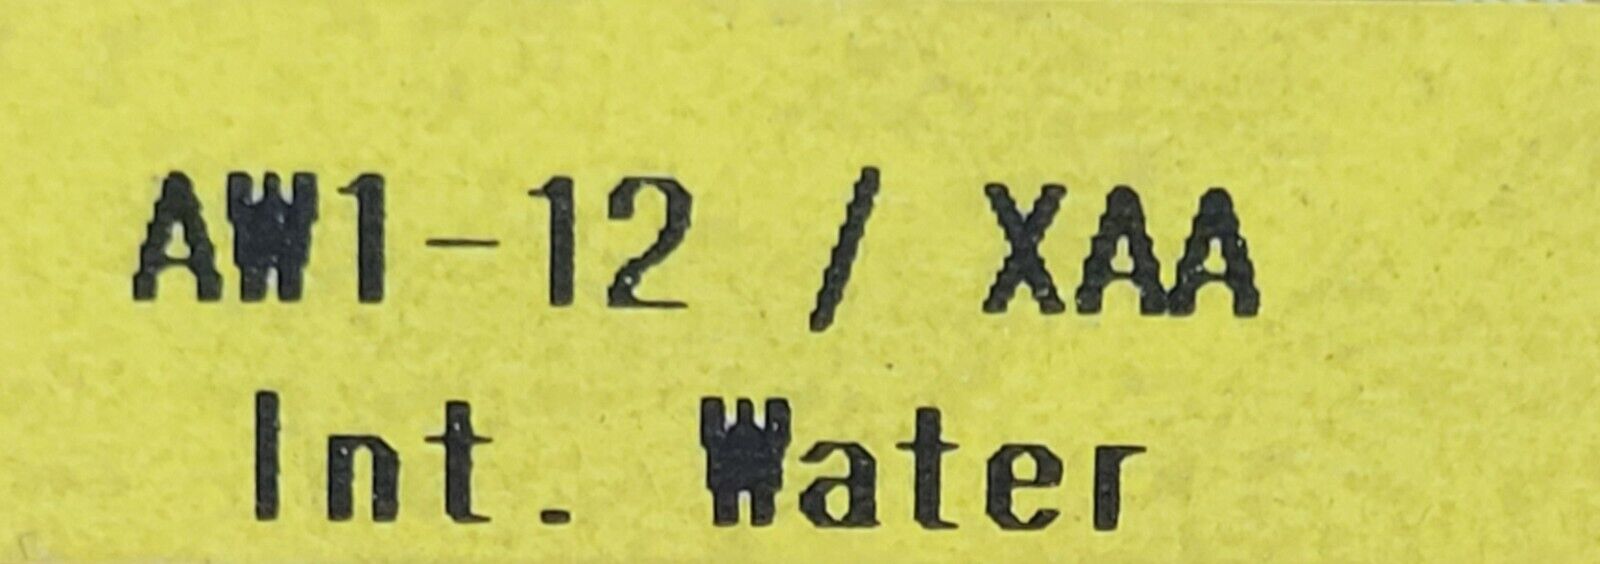 AW1-12 / XAA
Int. Water